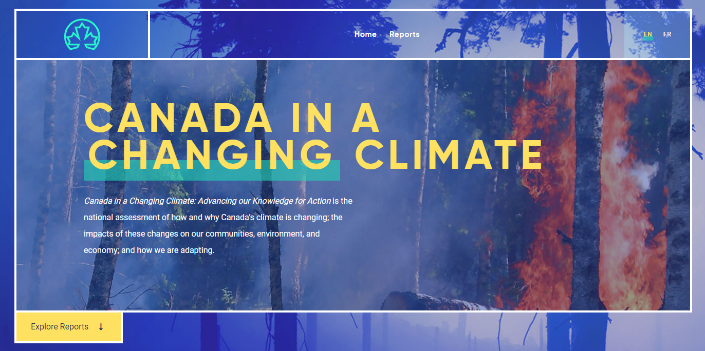 Home Reports EN FR
CANADA IN A
CHANGING CLIMATE
Canada in a Changing Climate: Advancing our Knowledge for Action is the
national assessment of how and why Canada's climate is changing; the
impacts of these changes on our communities, environment, and
economy; and how we are adapting.
Explore Reports ↓